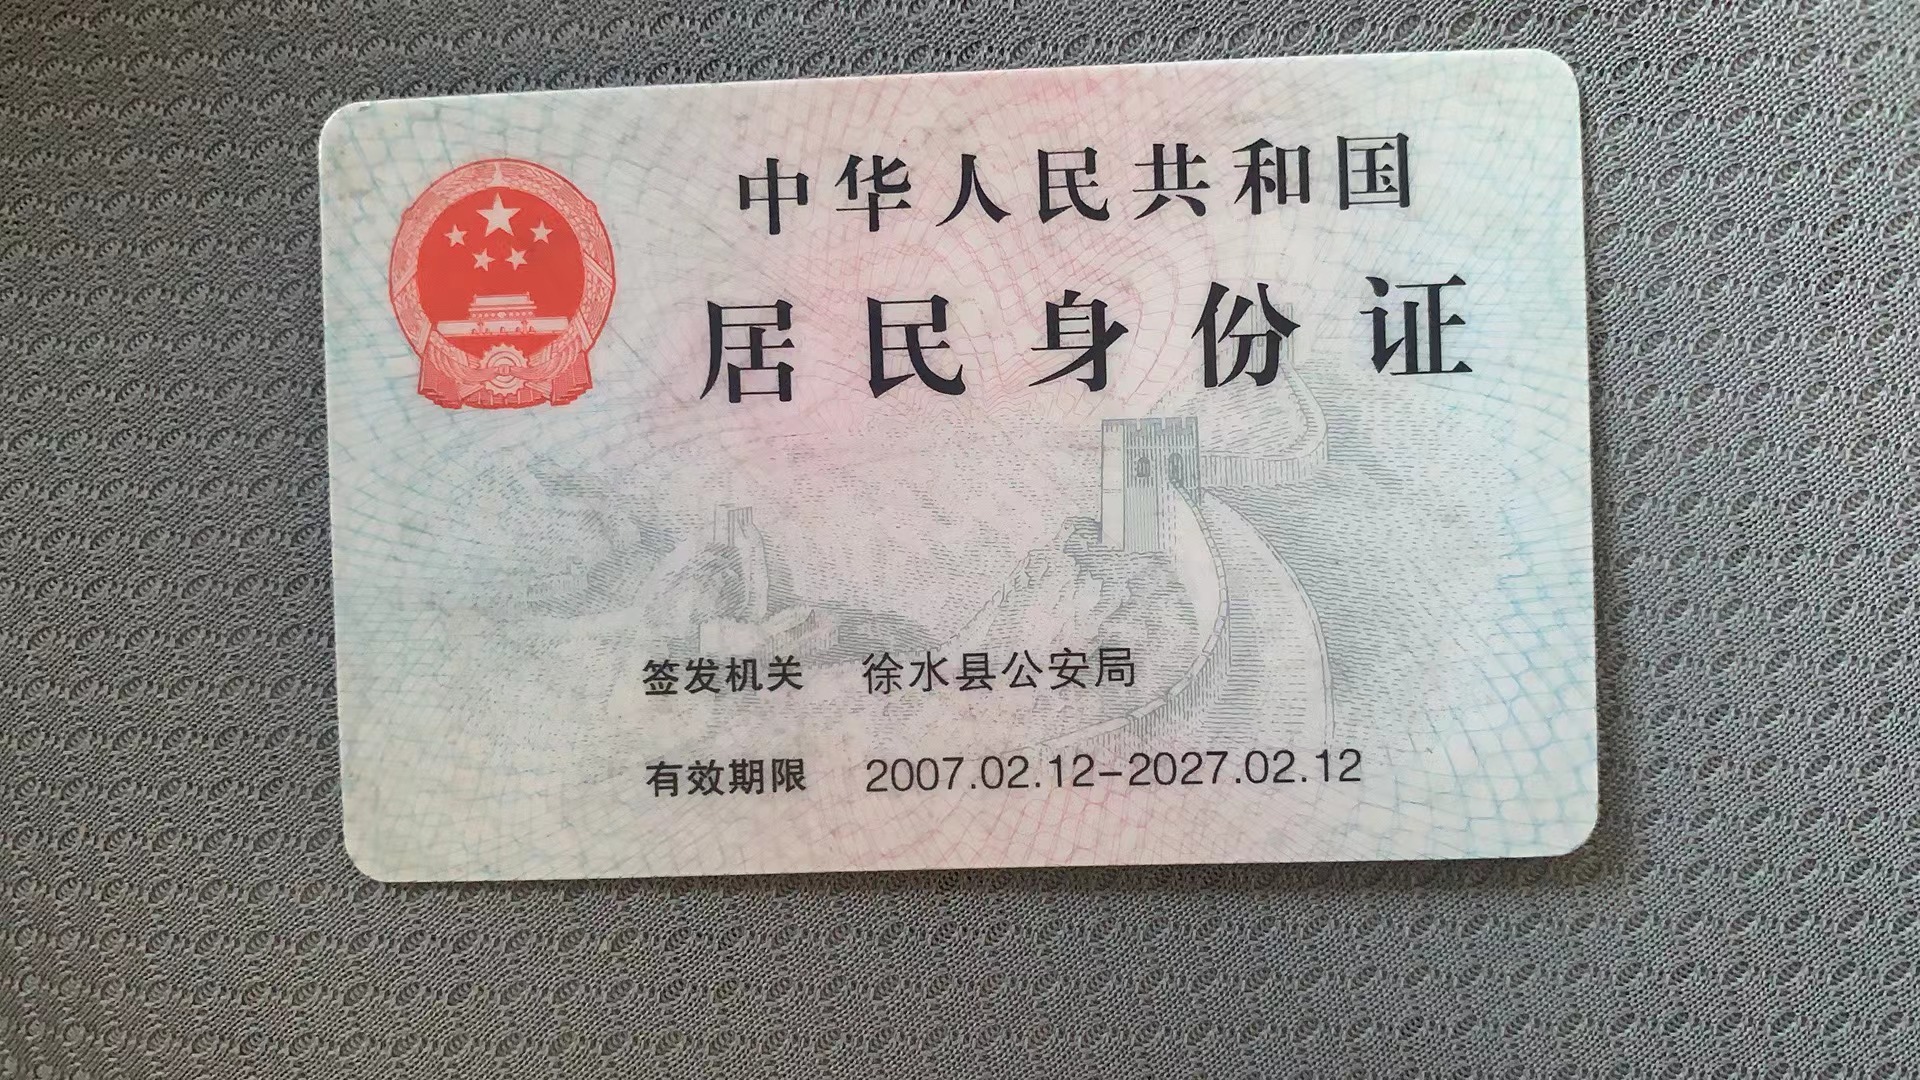 中华人民共和国
居民身份证
签发机关 徐水县公安局
有效期限 2007.02.12-2027.02.12